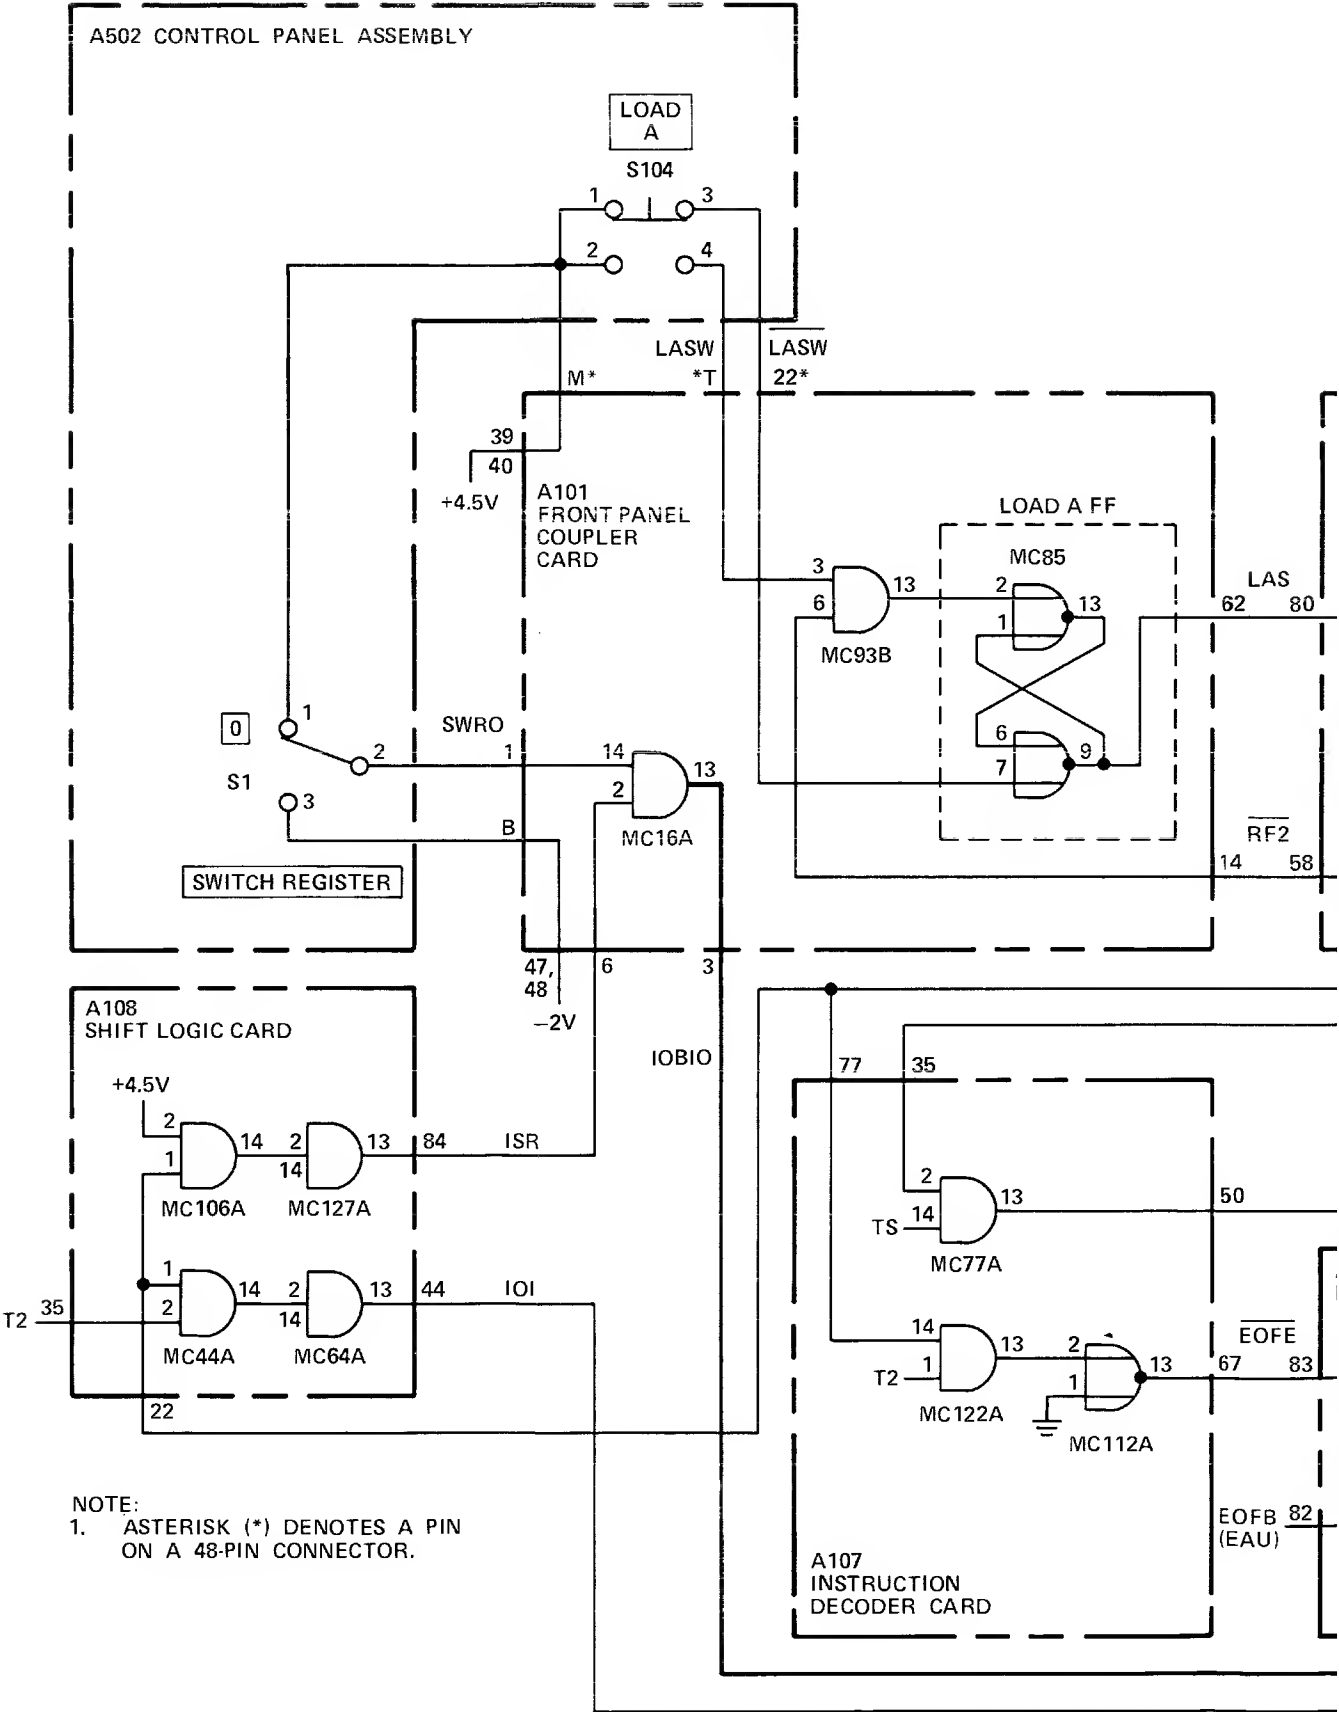 A502 CONTROL PANEL ASSEMBLY
LOAD
A
S104
1
3
2
4
LASW
LASW
M*
*T
22*
39
40
+4.5V
A101
FRONT PANEL
COUPLER
CARD
LOAD A FF
MC85
3
13
2
13
6
1
MC93B
LAS
62
80
0
1
SWRO
2
1
14
13
S1
2
3
MC16A
B
6
9
7
RF2
14
58
SWITCH REGISTER
47,
48
6
3
−2V
A108
SHIFT LOGIC CARD
IOBIO
77
35
+4.5V
2
14
2
13
84
ISR
1
14
MC106A
MC127A
2
13
50
TS
14
MC77A
1
14
2
13
44
IOI
T2
35
2
14
MC44A
MC64A
22
14
13
2
13
EOFE
67
83
T2
1
1
MC122A
MC112A
NOTE:
1. ASTERISK (*) DENOTES A PIN
ON A 48-PIN CONNECTOR.
EOFB
82
(EAU)
A107
INSTRUCTION
DECODER CARD